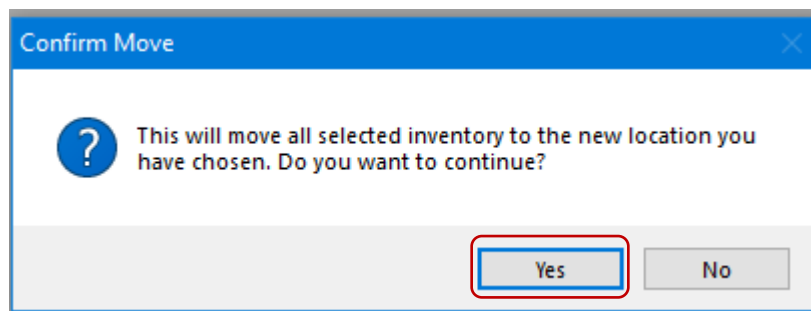 Confirm Move
This will move all selected inventory to the new location you
have chosen. Do you want to continue?
Yes No